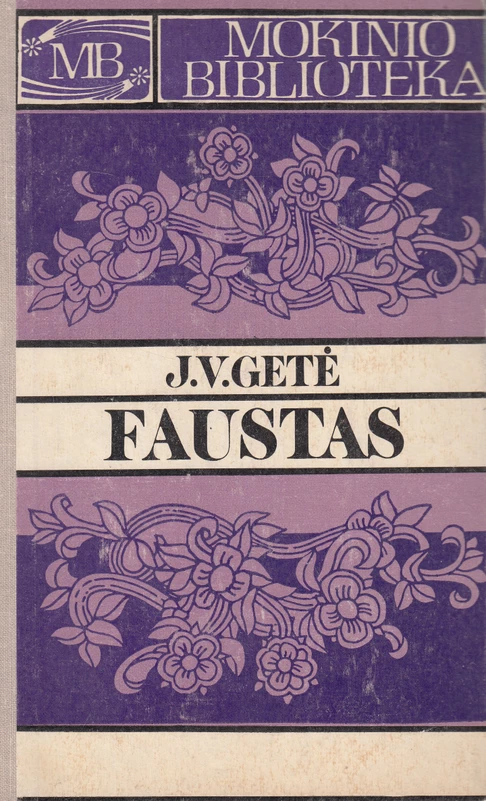 MB
MOKINIO
BIBLIOTEKA
J.V.GETĖ
FAUSTAS